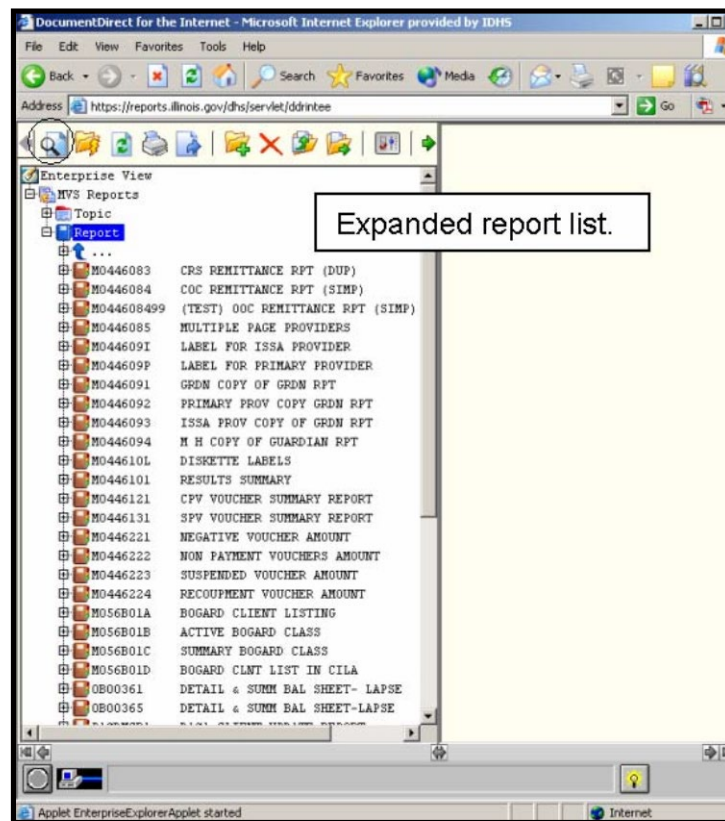 DocumentDirect for the Internet - Microsoft Internet Explorer provided by IDHS
File Edit View Favorites Tools Help
Back Search Favorites Media
Address https://reports.illinois.gov/dhs/servlet/ddrintee Go
Enterprise View
MVS Reports
Topic
Report
Expanded report list.
...
M0446083 CRS REMITTANCE RPT (DUP)
M0446084 COC REMITTANCE RPT (SIMP)
M044608499 (TEST) OOC REMITTANCE RPT (SIMP)
M0446085 MULTIPLE PAGE PROVIDERS
M044609I LABEL FOR ISSA PROVIDER
M044609P LABEL FOR PRIMARY PROVIDER
M0446091 GRDN COPY OF GRDN RPT
M0446092 PRIMARY PROV COPY GRDN RPT
M0446093 ISSA PROV COPY OF GRDN RPT
M0446094 M H COPY OF GUARDIAN RPT
M044610L DISKETTE LABELS
M0446101 RESULTS SUMMARY
M0446121 CPV VOUCHER SUMMARY REPORT
M0446131 SPV VOUCHER SUMMARY REPORT
M0446221 NEGATIVE VOUCHER AMOUNT
M0446222 NON PAYMENT VOUCHERS AMOUNT
M0446223 SUSPENDED VOUCHER AMOUNT
M0446224 RECOUPMENT VOUCHER AMOUNT
M056B01A BOGARD CLIENT LISTING
M056B01B ACTIVE BOGARD CLASS
M056B01C SUMMARY BOGARD CLASS
M056B01D BOGARD CLNT LIST IN CILA
OB00361 DETAIL & SUMM BAL SHEET- LAPSE
OB00365 DETAIL & SUMM BAL SHEET-LAPSE
CLIENT UPDATE REPORT
Applet EnterpriseExplorerApplet started Internet